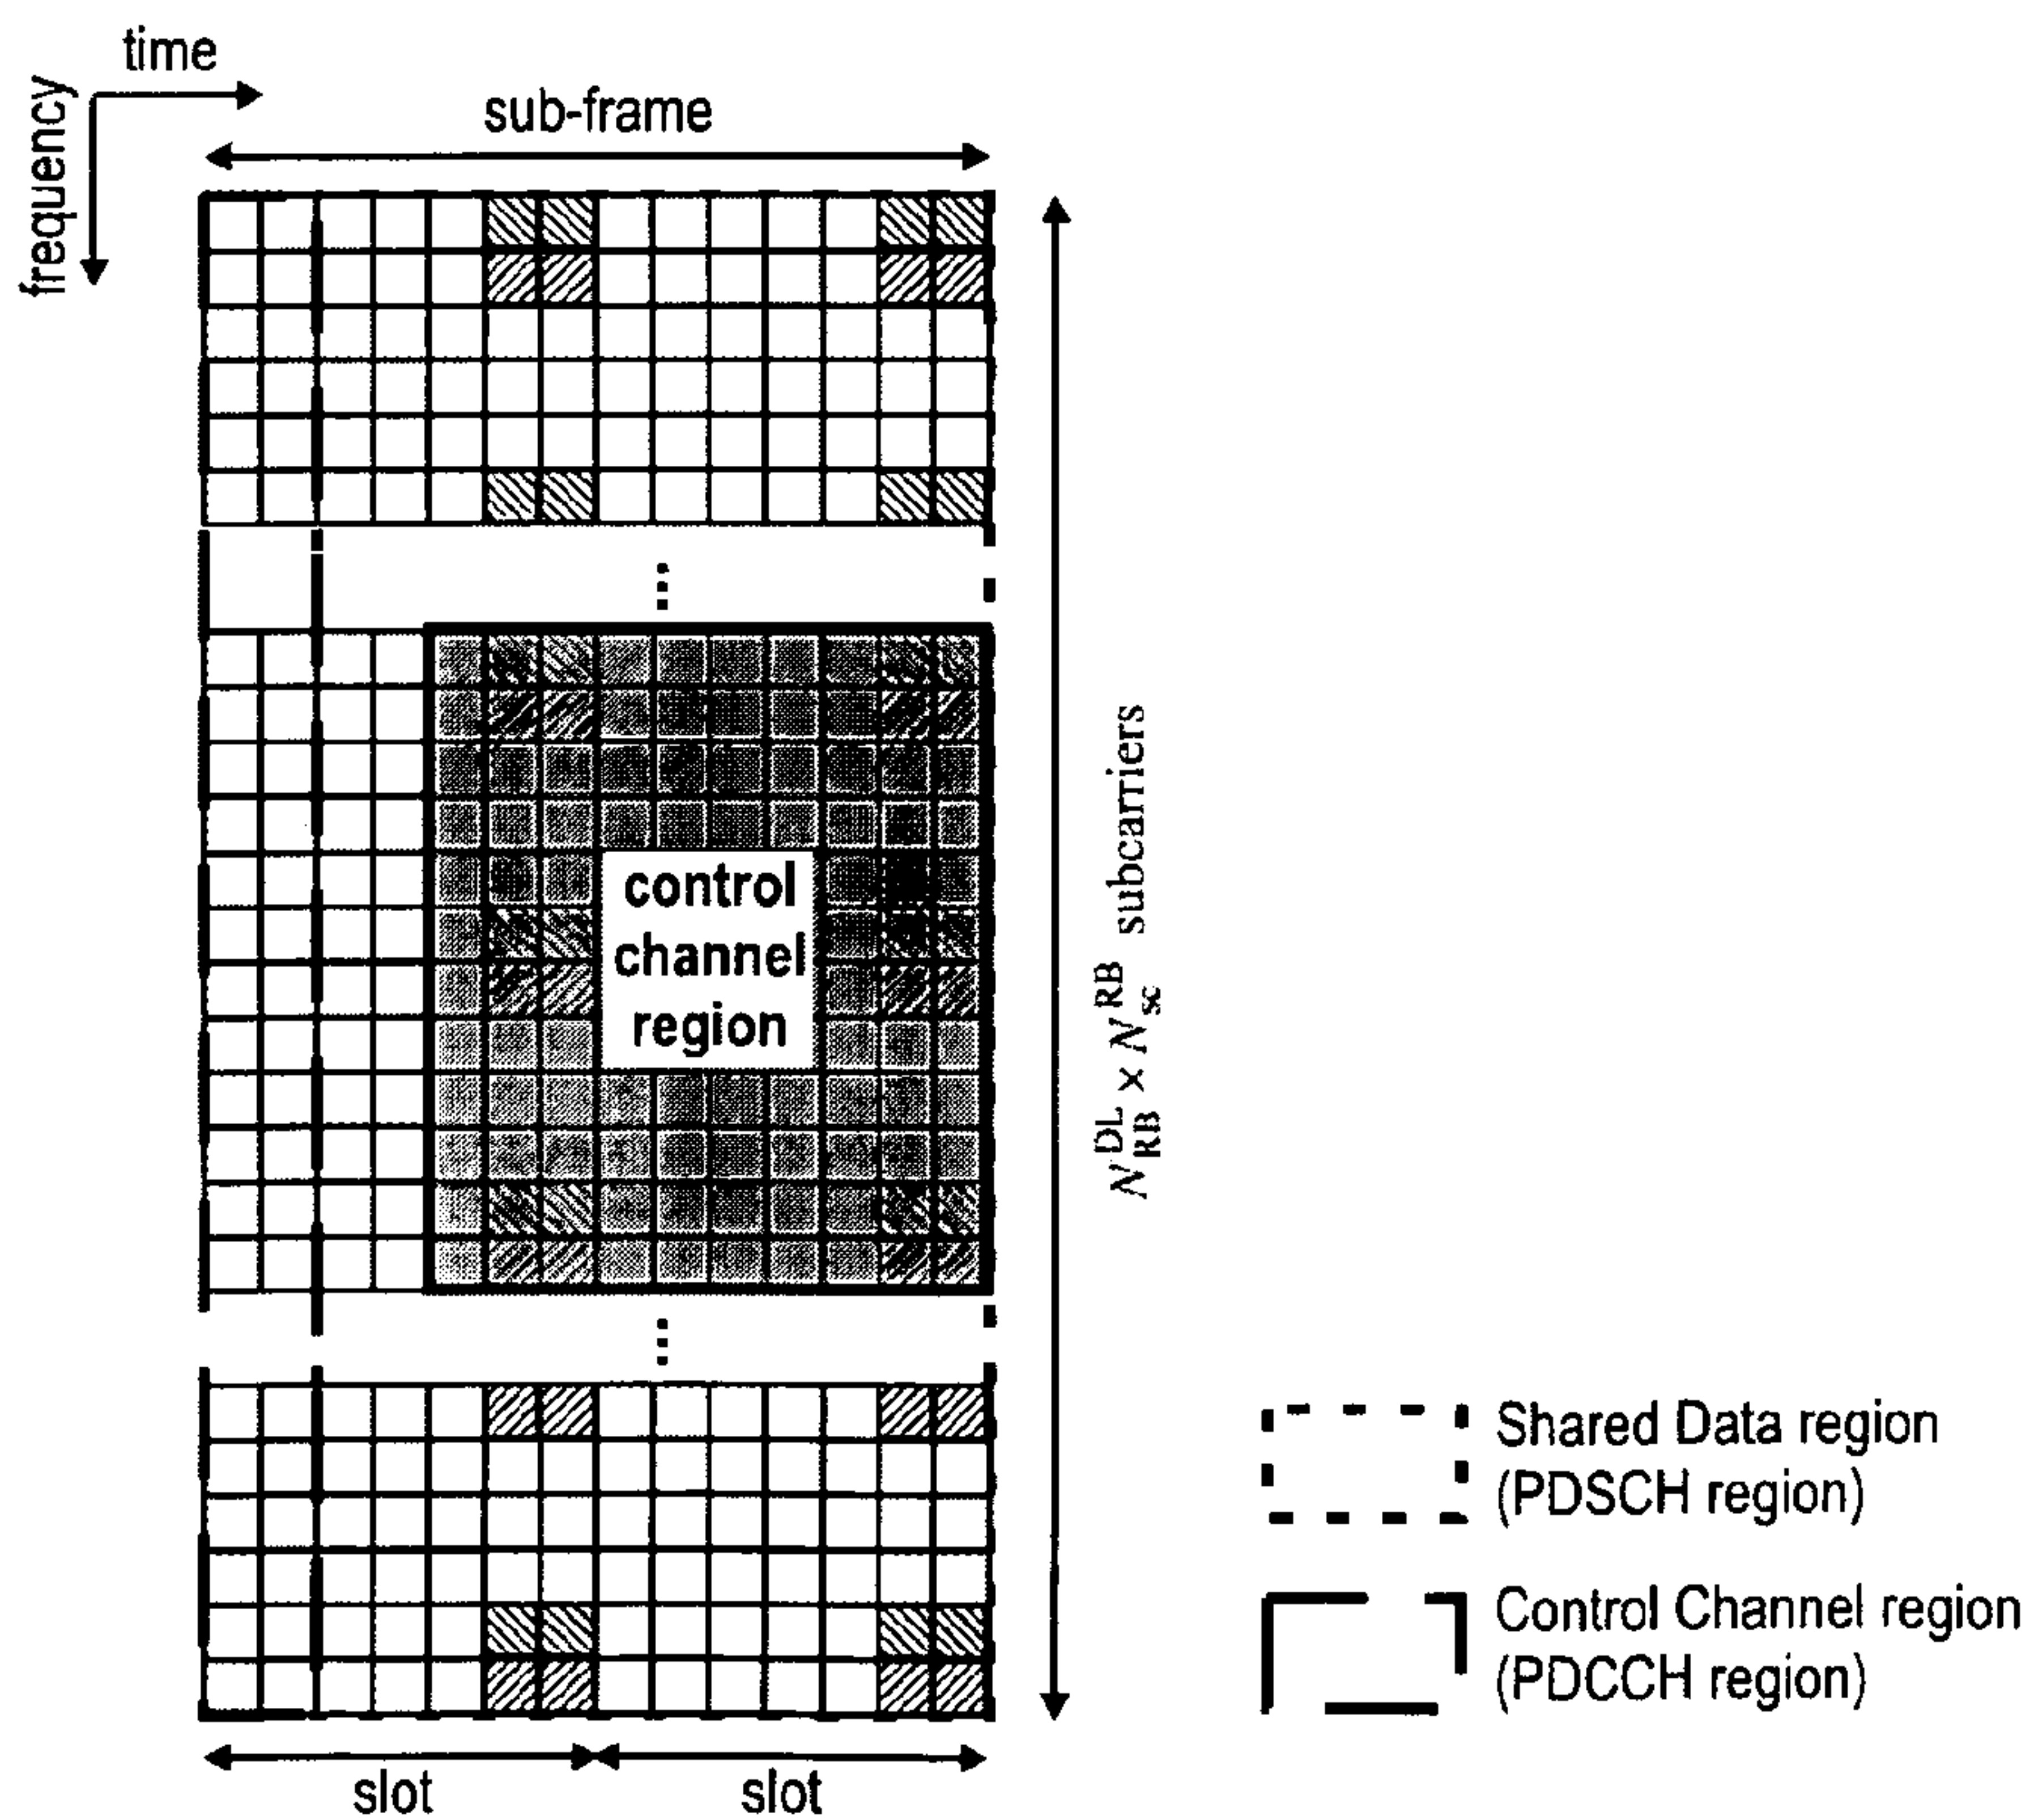 time
frequency
sub-frame
control
channel
region
N_RB^DL × N_sc^RB subcarriers
Shared Data region
(PDSCH region)
Control Channel region
(PDCCH region)
slot
slot